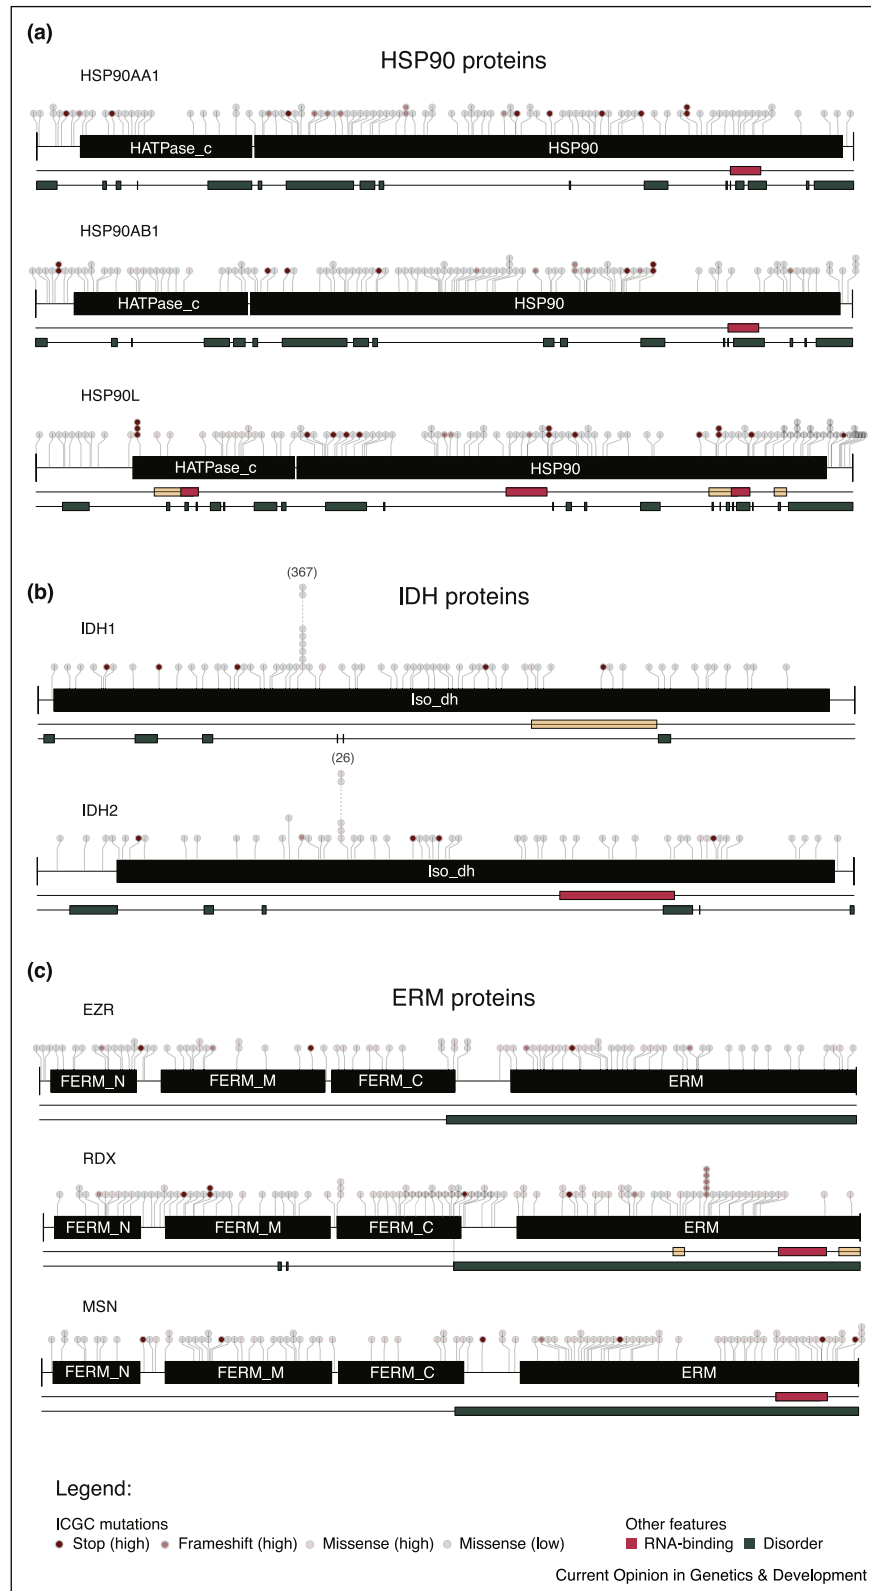 (a)
HSP90 proteins
HSP90AA1
HATPase_c
HSP90
HSP90AB1
HATPase_c
HSP90
HSP90L
HATPase_c
HSP90
(b)
IDH proteins
(367)
IDH1
Iso_dh
(26)
IDH2
Iso_dh
(c)
ERM proteins
EZR
FERM_N
FERM_M
FERM_C
ERM
RDX
FERM_N
FERM_M
FERM_C
ERM
MSN
FERM_N
FERM_M
FERM_C
ERM
Legend:
ICGC mutations
Other features
Stop (high)
Frameshift (high)
Missense (high)
Missense (low)
RNA-binding
Disorder
Current Opinion in Genetics & Development